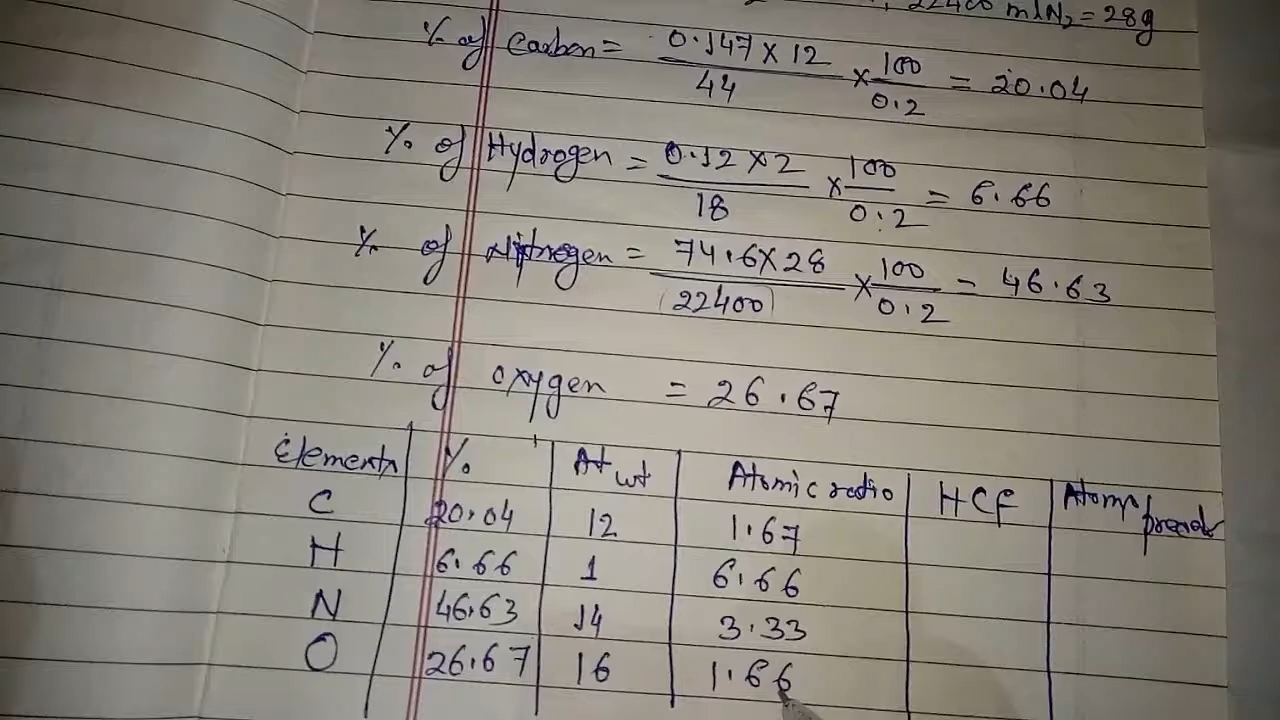 22400 mlN₂ = 28g
% of Carbon = 0.147 × 12 / 44 × 100 / 0.2 = 20.04
% of Hydrogen = 0.12 × 2 / 18 × 100 / 0.2 = 6.66
% of Nitrogen = 74.6 × 28 / 22400 × 100 / 0.2 = 46.63
% of oxygen = 26.67
Elements % At wt Atomic ratio HCF Atoms
C 20.04 12 1.67
H 6.66 1 6.66
N 46.63 14 3.33
O 26.67 16 1.66